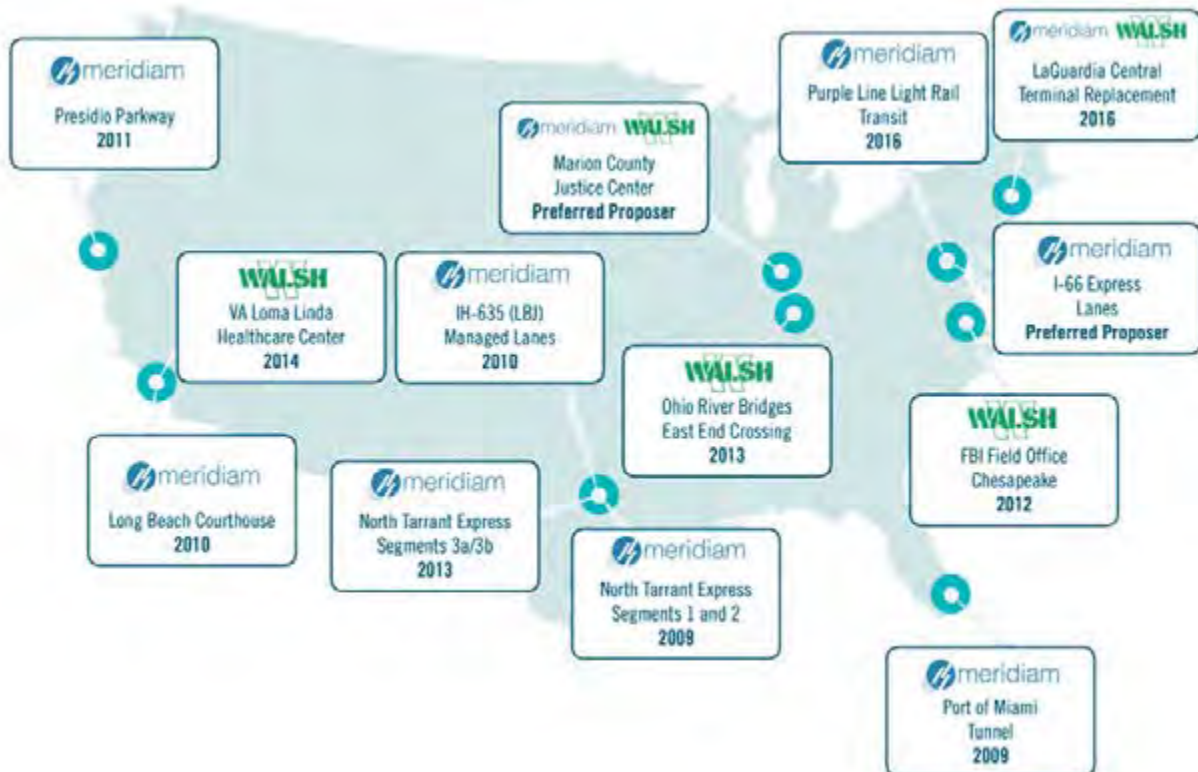 meridiam
Presidio Parkway
2011
meridiam WALSH
Marion County
Justice Center
Preferred Proposer
meridiam
Purple Line Light Rail
Transit
2016
meridiam WALSH
LaGuardia Central
Terminal Replacement
2016
WALSH
VA Loma Linda
Healthcare Center
2014
meridiam
IH-635 (LBJ)
Managed Lanes
2010
meridiam
I-66 Express
Lanes
Preferred Proposer
WALSH
Ohio River Bridges
East End Crossing
2013
WALSH
FBI Field Office
Chesapeake
2012
meridiam
Long Beach Courthouse
2010
meridiam
North Tarrant Express
Segments 3a/3b
2013
meridiam
North Tarrant Express
Segments 1 and 2
2009
meridiam
Port of Miami
Tunnel
2009